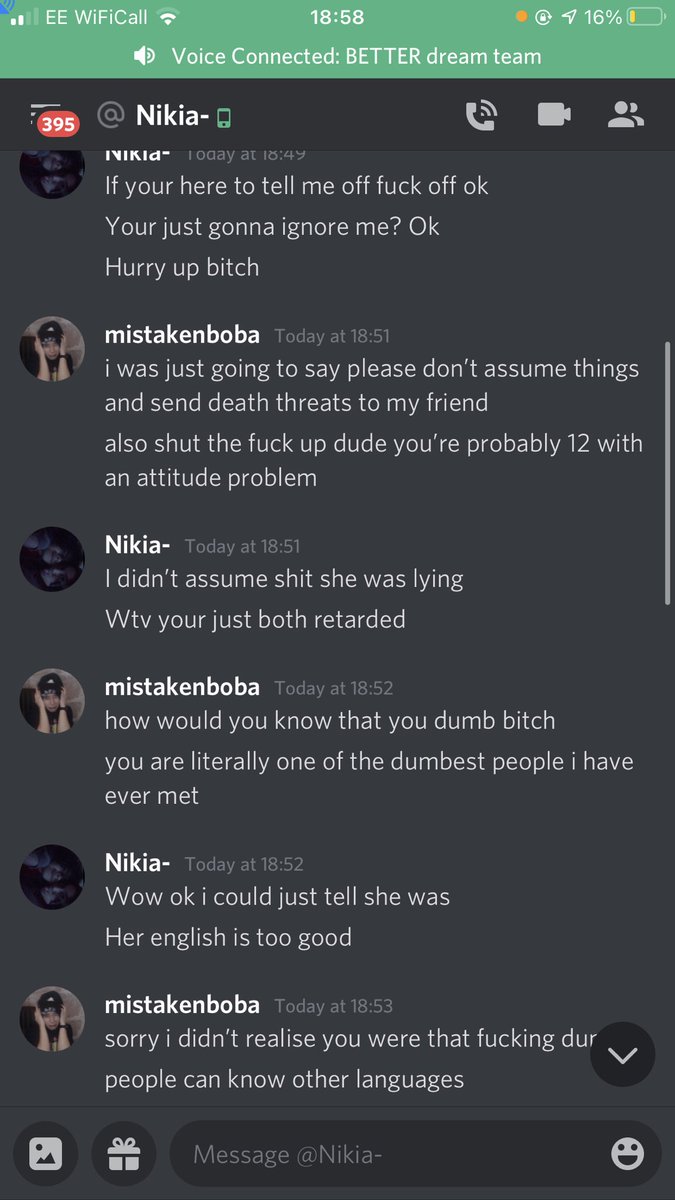 EE WiFiCall 18:58 16%
Voice Connected: BETTER dream team
395 @ Nikia-
Nikia- Today at 18:49
If your here to tell me off fuck off ok
Your just gonna ignore me? Ok
Hurry up bitch
mistakenboba Today at 18:51
i was just going to say please don't assume things
and send death threats to my friend
also shut the fuck up dude you're probably 12 with
an attitude problem
Nikia- Today at 18:51
I didn't assume shit she was lying
Wtv your just both retarded
mistakenboba Today at 18:52
how would you know that you dumb bitch
you are literally one of the dumbest people i have
ever met
Nikia- Today at 18:52
Wow ok i could just tell she was
Her english is too good
mistakenboba Today at 18:53
sorry i didn't realise you were that fucking
people can know other languages
Message @Nikia-